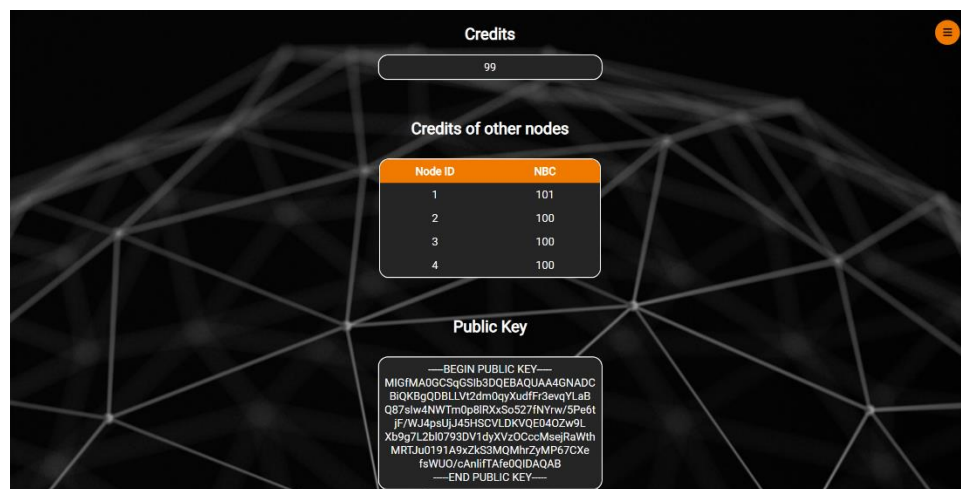 Credits
99
Credits of other nodes
Node ID NBC
1 101
2 100
3 100
4 100
Public Key
-----BEGIN PUBLIC KEY-----
MIGfMA0GCSqGSIb3DQEBAQUAA4GNADC
BiQKBgQDBLLVt2dm0qyXudfFr3evqYLaB
Q87slw4NWTm0p8lRXxSo527fNYrw/5Pe6t
jF/WJ4psUjJ45HSCVLDKVQE04OZw9L
Xb9g7L2bl0793DV1dyXVzOCccMsejRaWth
MRTJu0191A9xZkS3MQMhrZyMP67CXe
fsWUO/cAnlifTAfe0QIDAQAB
-----END PUBLIC KEY-----